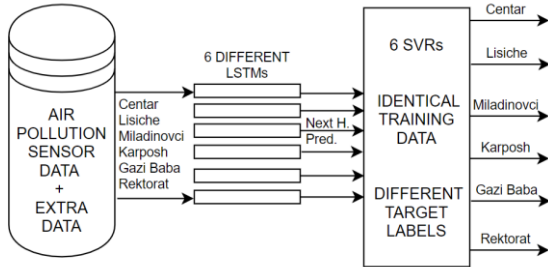 AIR
POLLUTION
SENSOR
DATA
+
EXTRA
DATA
Centar
Lisiche
Miladinovci
Karposh
Gazi Baba
Rektorat
6 DIFFERENT
LSTMs
Next H.
Pred.
6 SVRs
IDENTICAL
TRAINING
DATA
DIFFERENT
TARGET
LABELS
Centar
Lisiche
Miladinovci
Karposh
Gazi Baba
Rektorat